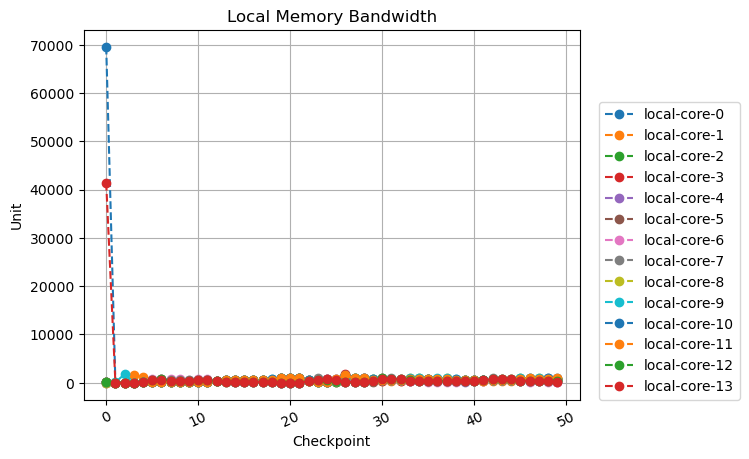 Local Memory Bandwidth
70000
60000
50000
40000
30000
20000
10000
0
Unit
0 10 20 30 40 50
Checkpoint
local-core-0
local-core-1
local-core-2
local-core-3
local-core-4
local-core-5
local-core-6
local-core-7
local-core-8
local-core-9
local-core-10
local-core-11
local-core-12
local-core-13